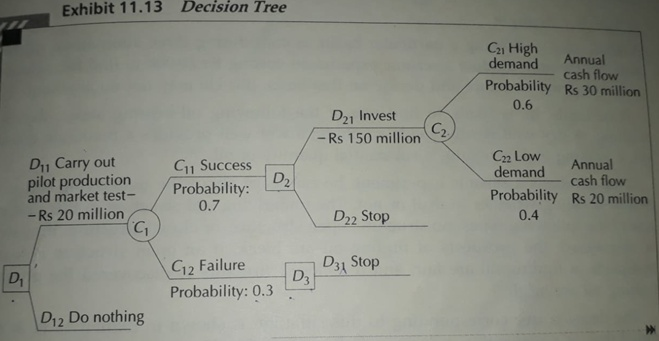 Exhibit 11.13 Decision Tree
C21 High
demand
Probability
0.6
Annual
cash flow
Rs 30 million
D21 Invest
– Rs 150 million
C2
C22 Low
demand
Probability
0.4
Annual
cash flow
Rs 20 million
D11 Carry out
pilot production
and market test–
– Rs 20 million
C1
C11 Success
Probability:
0.7
D2
D22 Stop
C12 Failure
Probability: 0.3
D3
D31 Stop
D1
D12 Do nothing